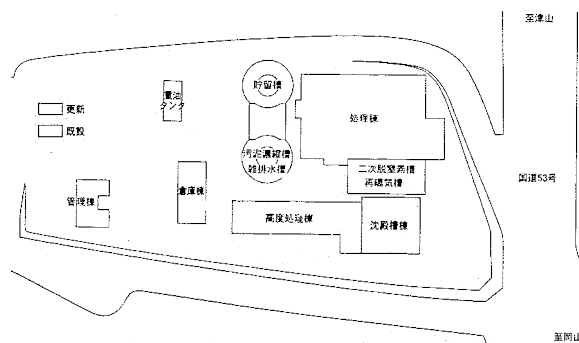 至津山
更新
既設
重油
タンク
貯留槽
処理棟
汚泥濃縮槽
雑排水槽
二次脱窒素槽
再曝気槽
国道53号
管理棟
倉庫棟
高度処理棟
沈殿槽棟
至岡山